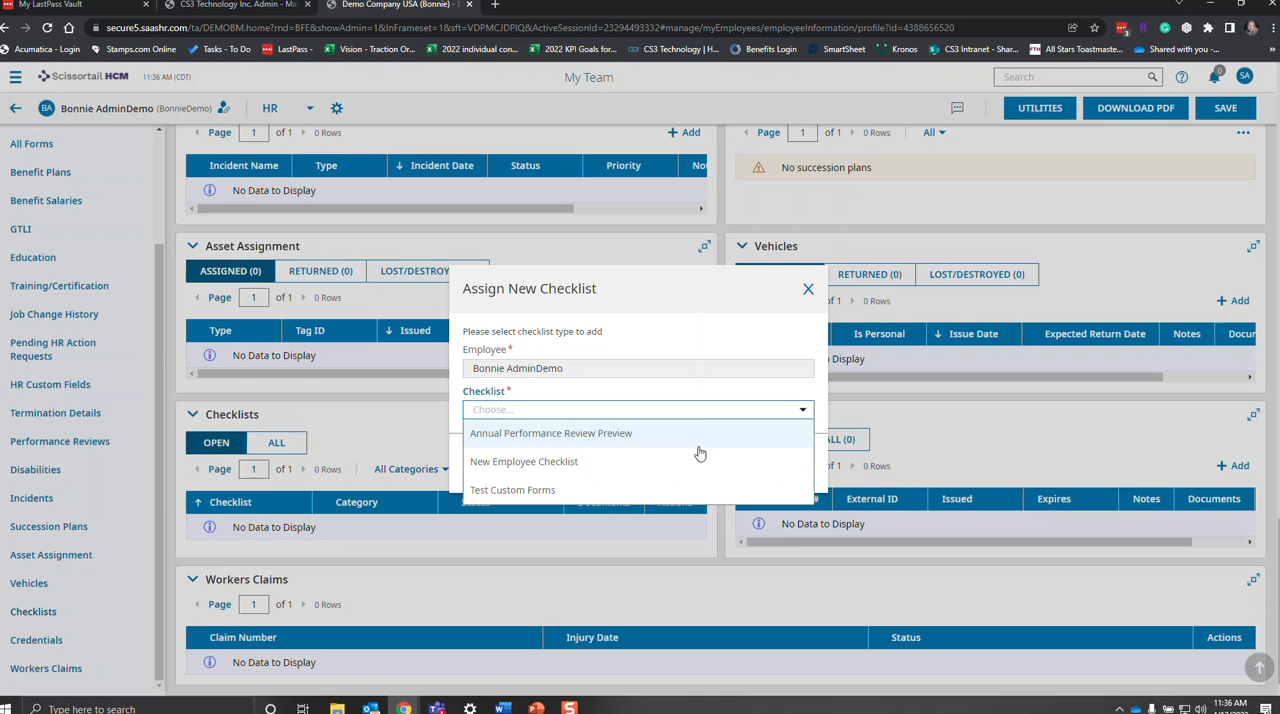 My LastPass Vault
CS3 Technology Inc. Admin - Ma
Demo Company USA (Bonnie) -
secure5.saashr.com/ta/DEMOBM.home?rnd=BFE&showAdmin=1&InFrameset=1&sft=VDPMCJDPIQ&ActiveSessionId=23294493332#manage/myEmployees/employeeInformation/profile?id=4388656520
Acumatica - Login
Stamps.com Online
Tasks - To Do
LastPass -
Vision - Traction Or...
2022 individual con...
2022 KPI Goals for...
CS3 Technology | H...
Benefits Login
SmartSheet
Kronos
CS3 Intranet - Shar...
All Stars Toastmaste...
Shared with you -...
Scissortail HCM
11:36 AM (CDT)
My Team
Search
0
SA
BA
Bonnie AdminDemo (BonnieDemo)
HR
UTILITIES
DOWNLOAD PDF
SAVE
All Forms
Benefit Plans
Benefit Salaries
GTLI
Education
Training/Certification
Job Change History
Pending HR Action
Requests
HR Custom Fields
Termination Details
Performance Reviews
Disabilities
Incidents
Succession Plans
Asset Assignment
Vehicles
Checklists
Credentials
Workers Claims
Page 1 of 1 0 Rows
Add
Incident Name Type Incident Date Status Priority Not
No Data to Display
Page 1 of 1 0 Rows All
No succession plans
Asset Assignment
ASSIGNED (0) RETURNED (0) LOST/DESTROY
Page 1 of 1 0 Rows
Type Tag ID Issued
No Data to Display
Vehicles
RETURNED (0) LOST/DESTROYED (0)
of 1 0 Rows
Add
Is Personal Issue Date Expected Return Date Notes Docur
Display
Assign New Checklist
Please select checklist type to add
Employee*
Bonnie AdminDemo
Checklist*
Choose...
Annual Performance Review Preview
New Employee Checklist
Test Custom Forms
Checklists
OPEN ALL
Page 1 of 1 0 Rows All Categories
Checklist Category
No Data to Display
ALL (0)
of 1 0 Rows
Add
External ID Issued Expires Notes Documents
No Data to Display
Workers Claims
Page 1 of 1 0 Rows
Claim Number Injury Date Status Actions
No Data to Display
Type here to search
11:36 AM